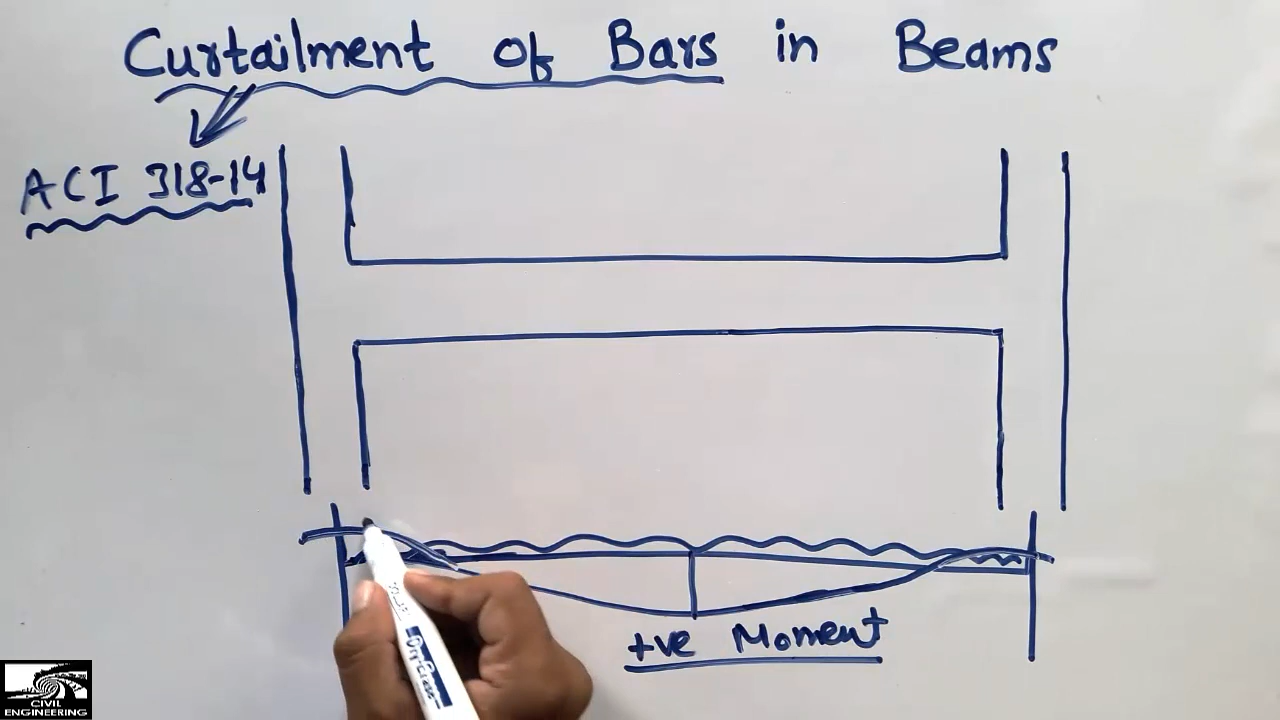 Curtailment of Bars in Beams
ACI 318-14
+ve Moment
CIVIL
ENGINEERING